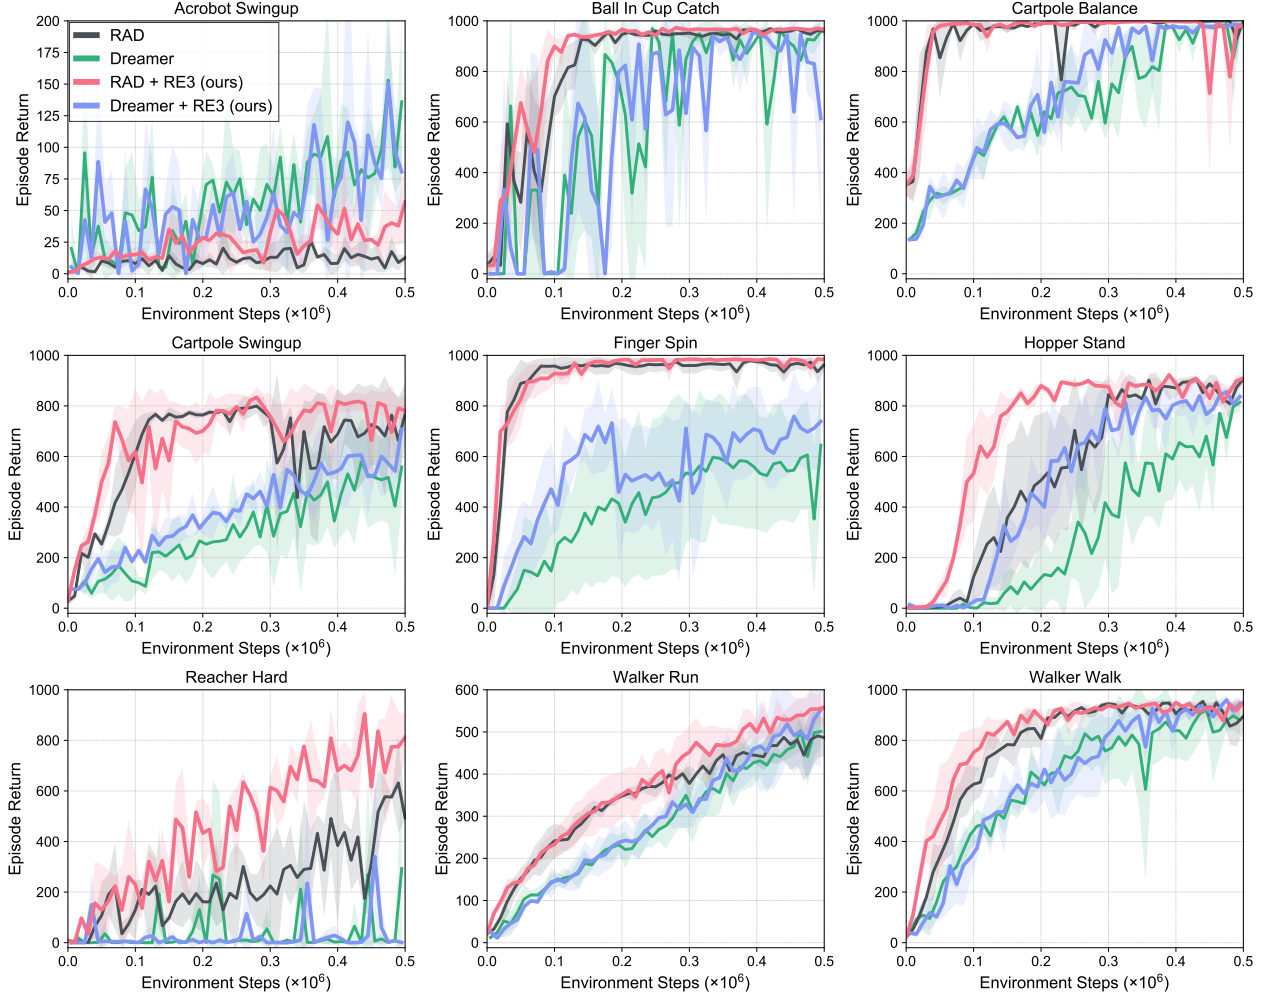 Acrobot Swingup
200
175
150
125
100
75
50
25
0
Episode Return
RAD
Dreamer
RAD + RE3 (ours)
Dreamer + RE3 (ours)
0.0 0.1 0.2 0.3 0.4 0.5
Environment Steps (×10⁶)
Ball In Cup Catch
1000
800
600
400
200
0
Episode Return
0.0 0.1 0.2 0.3 0.4 0.5
Environment Steps (×10⁶)
Cartpole Balance
1000
800
600
400
200
0
Episode Return
0.0 0.1 0.2 0.3 0.4 0.5
Environment Steps (×10⁶)
Cartpole Swingup
1000
800
600
400
200
0
Episode Return
0.0 0.1 0.2 0.3 0.4 0.5
Environment Steps (×10⁶)
Finger Spin
1000
800
600
400
200
0
Episode Return
0.0 0.1 0.2 0.3 0.4 0.5
Environment Steps (×10⁶)
Hopper Stand
1000
800
600
400
200
0
Episode Return
0.0 0.1 0.2 0.3 0.4 0.5
Environment Steps (×10⁶)
Reacher Hard
1000
800
600
400
200
0
Episode Return
0.0 0.1 0.2 0.3 0.4 0.5
Environment Steps (×10⁶)
Walker Run
600
500
400
300
200
100
0
Episode Return
0.0 0.1 0.2 0.3 0.4 0.5
Environment Steps (×10⁶)
Walker Walk
1000
800
600
400
200
0
Episode Return
0.0 0.1 0.2 0.3 0.4 0.5
Environment Steps (×10⁶)